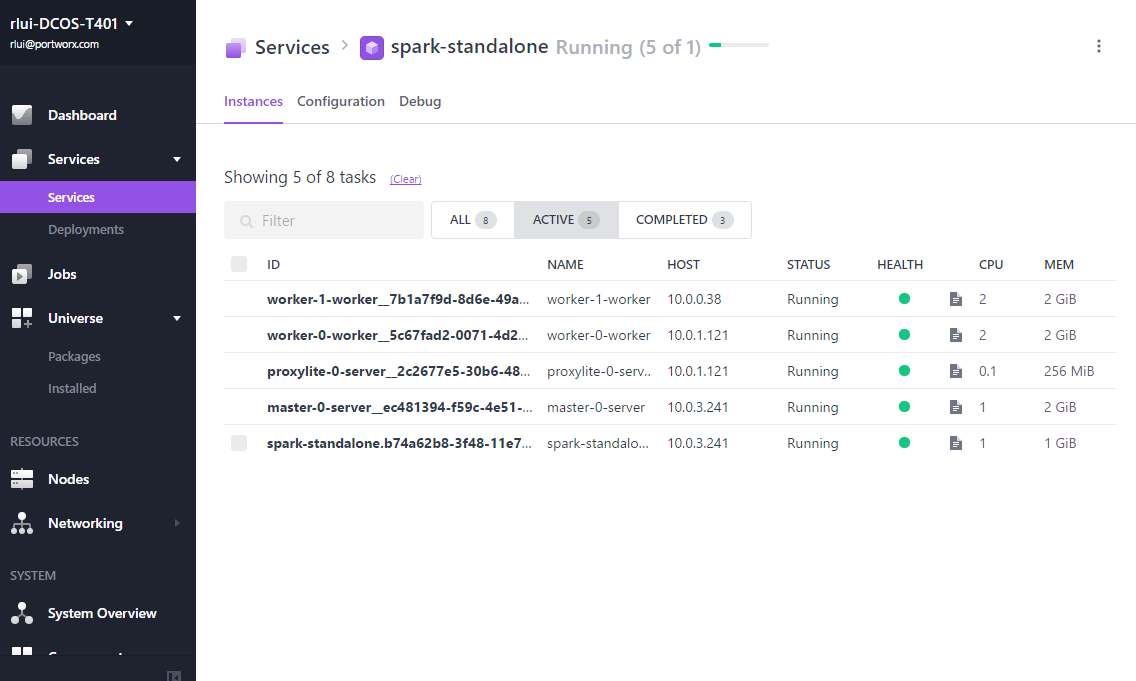 rlui-DCOS-T401
rlui@portworx.com
Dashboard
Services
Services
Deployments
Jobs
Universe
Packages
Installed
RESOURCES
Nodes
Networking
SYSTEM
System Overview
Services > spark-standalone Running (5 of 1)
Instances Configuration Debug
Showing 5 of 8 tasks (Clear)
Filter ALL 8 ACTIVE 5 COMPLETED 3
ID NAME HOST STATUS HEALTH CPU MEM
worker-1-worker__7b1a7f9d-8d6e-49a... worker-1-worker 10.0.0.38 Running 2 2 GiB
worker-0-worker__5c67fad2-0071-4d2... worker-0-worker 10.0.1.121 Running 2 2 GiB
proxylite-0-server__2c2677e5-30b6-48... proxylite-0-serv... 10.0.1.121 Running 0.1 256 MiB
master-0-server__ec481394-f59c-4e51-... master-0-server 10.0.3.241 Running 1 2 GiB
spark-standalone.b74a62b8-3f48-11e7... spark-standalo... 10.0.3.241 Running 1 1 GiB